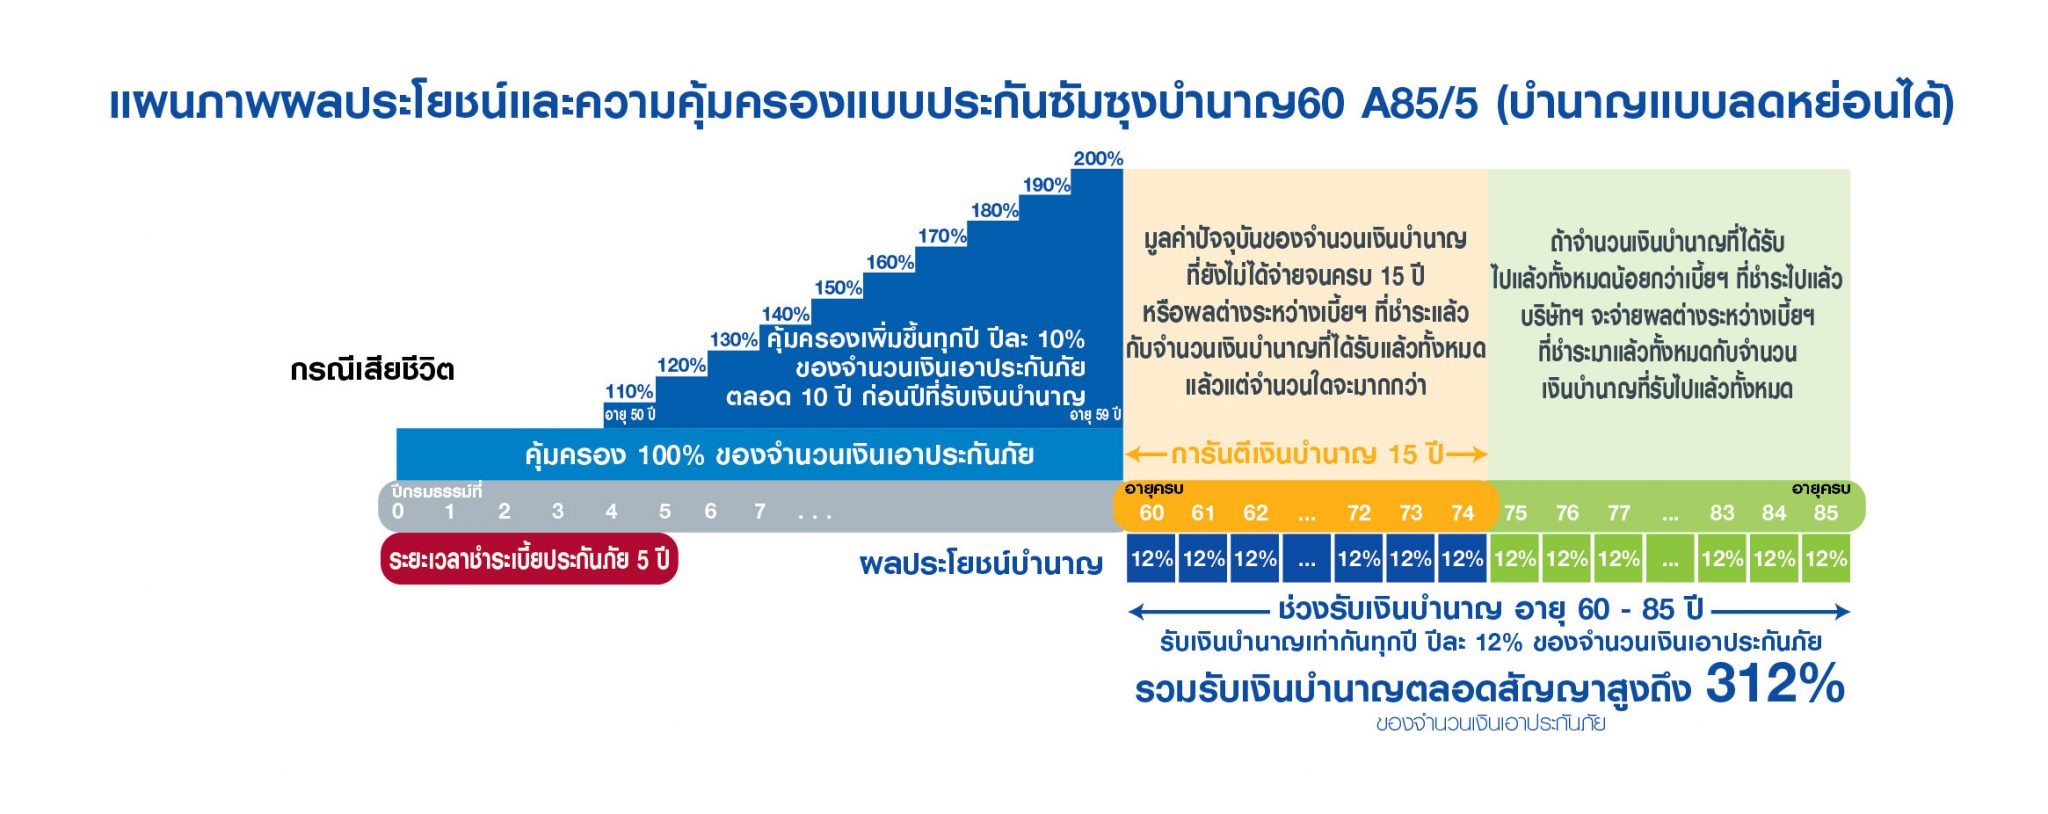 แผนภาพผลประโยชน์และความคุ้มครองแบบประกันซัมซุงบำนาญ60 A85/5 (บำนาญแบบลดหย่อนได้)
200%
190%
180%
170%
160%
150%
140%
130%
120%
110%
คุ้มครองเพิ่มขึ้นทุกปี ปีละ 10%
ของจำนวนเงินเอาประกันภัย
ตลอด 10 ปี ก่อนปีที่รับเงินบำนาญ
อายุ 50 ปี
อายุ 59 ปี
กรณีเสียชีวิต
คุ้มครอง 100% ของจำนวนเงินเอาประกันภัย
มูลค่าปัจจุบันของจำนวนเงินบำนาญ
ที่ยังไม่ได้จ่ายจนครบ 15 ปี
หรือผลต่างระหว่างเบี้ยฯ ที่ชำระแล้ว
กับจำนวนเงินบำนาญที่ได้รับแล้วทั้งหมด
แล้วแต่จำนวนใดจะมากกว่า
การันตีเงินบำนาญ 15 ปี
ถ้าจำนวนเงินบำนาญที่ได้รับ
ไปแล้วทั้งหมดน้อยกว่าเบี้ยฯ ที่ชำระไปแล้ว
บริษัทฯ จะจ่ายผลต่างระหว่างเบี้ยฯ
ที่ชำระมาแล้วทั้งหมดกับจำนวน
เงินบำนาญที่รับไปแล้วทั้งหมด
ปีกรมธรรม์ที่
0 1 2 3 4 5 6 7 ...
อายุครบ
อายุครบ
60 61 62 ... 72 73 74 75 76 77 ... 83 84 85
ระยะเวลาชำระเบี้ยประกันภัย 5 ปี
ผลประโยชน์บำนาญ
12% 12% 12% ... 12% 12% 12% 12% 12% 12% ... 12% 12% 12%
ช่วงรับเงินบำนาญ อายุ 60 - 85 ปี
รับเงินบำนาญเท่ากันทุกปี ปีละ 12% ของจำนวนเงินเอาประกันภัย
รวมรับเงินบำนาญตลอดสัญญาสูงถึง 312%
ของจำนวนเงินเอาประกันภัย